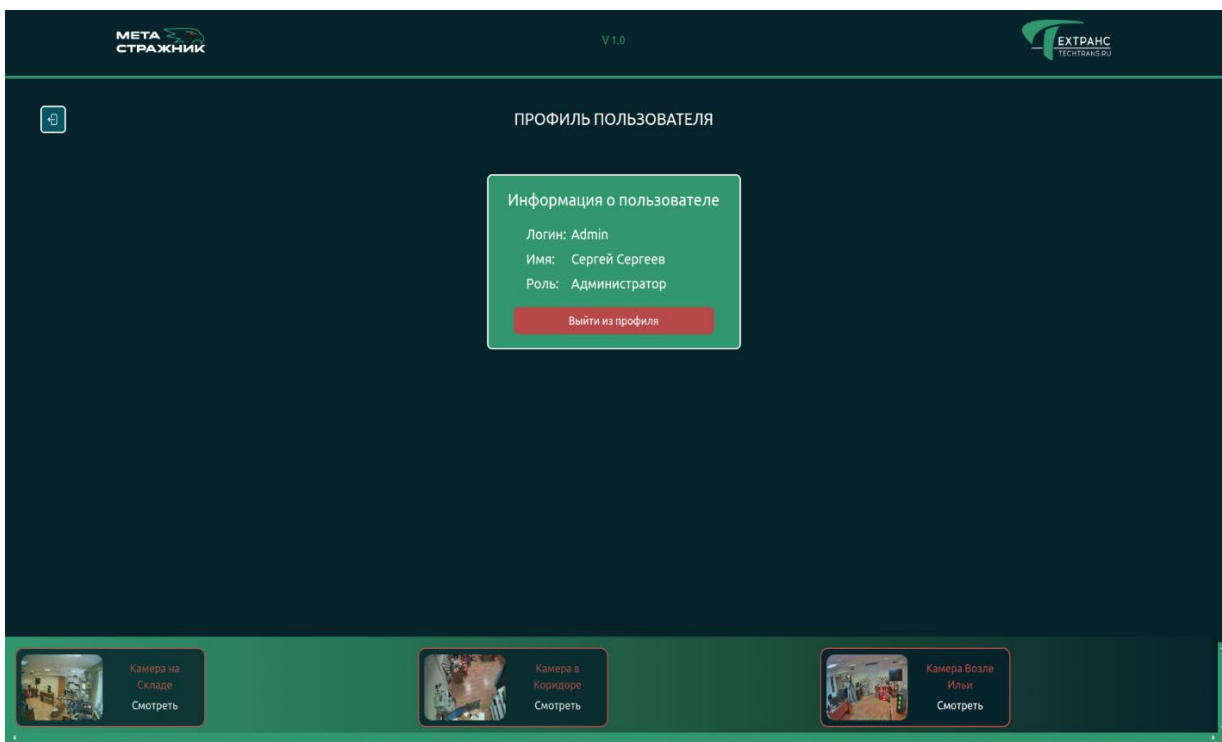 МЕТА
СТРАЖНИК
V 1.0
ЕХТРАНС
TECHTRANS.RU
ПРОФИЛЬ ПОЛЬЗОВАТЕЛЯ
Информация о пользователе
Логин: Admin
Имя: Сергей Сергеев
Роль: Администратор
Выйти из профиля
Камера на
Складе
Смотреть
Камера в
Коридоре
Смотреть
Камера Возле
Ильи
Смотреть